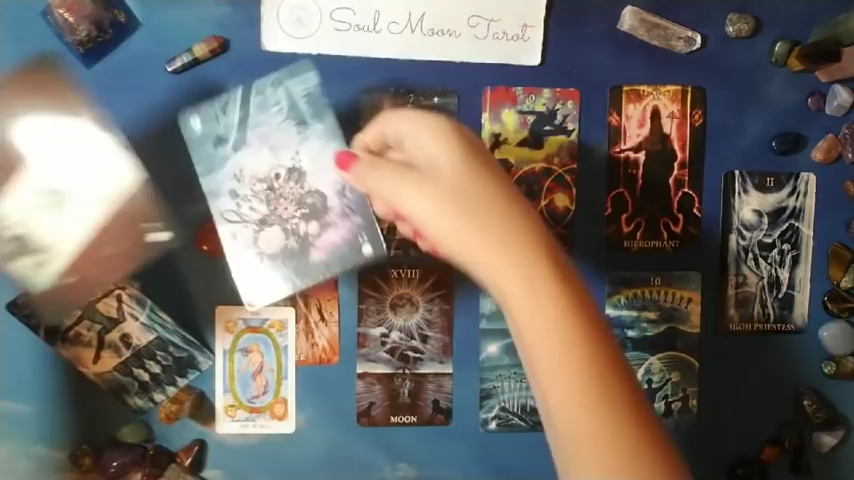 Soul Moon Tarot
HIEROPHANT
II
HIGH PRIESTESS
XVIII
MOON
10